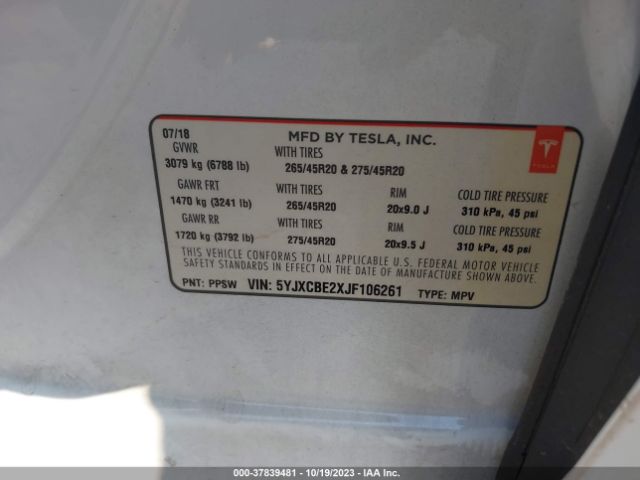 07/18 MFD BY TESLA, INC.
GVWR WITH TIRES
3079 kg (6788 lb) 265/45R20 & 275/45R20
TESLA
GAWR FRT WITH TIRES RIM COLD TIRE PRESSURE
1470 kg (3241 lb) 265/45R20 20x9.0 J 310 kPa, 45 psi
GAWR RR WITH TIRES RIM COLD TIRE PRESSURE
1720 kg (3792 lb) 275/45R20 20x9.5 J 310 kPa, 45 psi
THIS VEHICLE CONFORMS TO ALL APPLICABLE U.S. FEDERAL MOTOR VEHICLE
SAFETY STANDARDS IN EFFECT ON THE DATE OF MANUFACTURE SHOWN ABOVE.
PNT: PPSW VIN: 5YJXCBE2XJF106261 TYPE: MPV
000-37839481 - 10/19/2023 - IAA Inc.